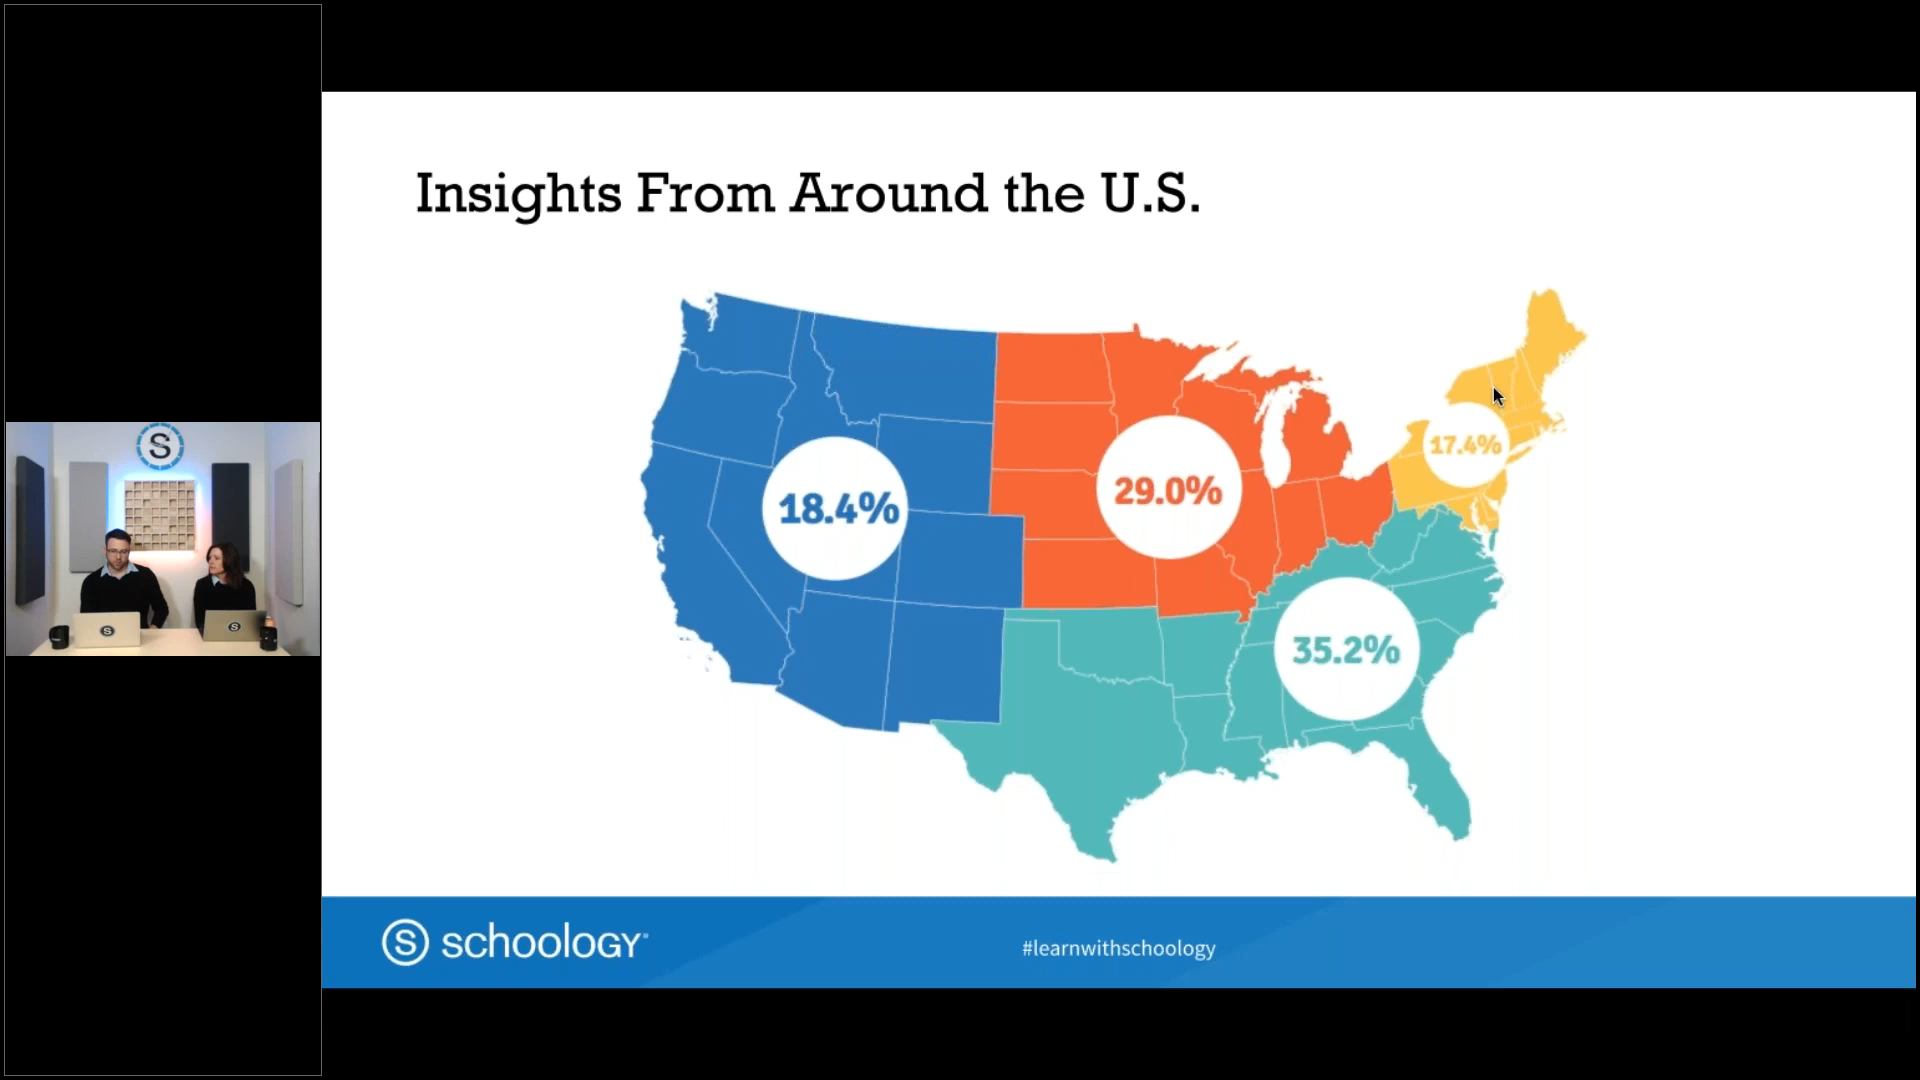 Insights From Around the U.S.
18.4%
29.0%
17.4%
35.2%
S schoology
#learnwithschoology
S
S
S